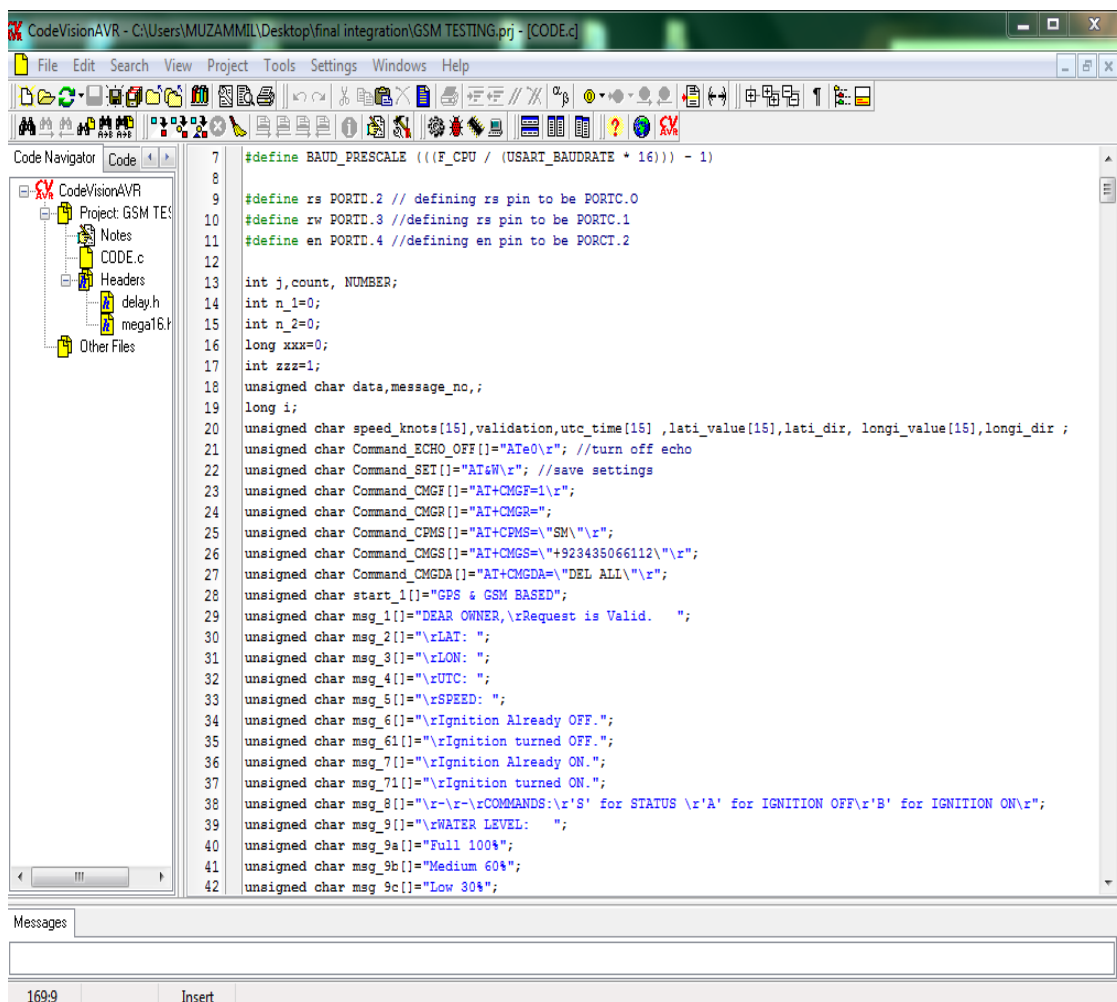 CodeVisionAVR - C:\Users\MUZAMMIL\Desktop\final integration\GSM TESTING.prj - [CODE.c]
File Edit Search View Project Tools Settings Windows Help
Code Navigator Code
CodeVisionAVR
Project: GSM TES
Notes
CODE.c
Headers
delay.h
mega16.h
Other Files
7 #define BAUD_PRESCALE (((F_CPU / (USART_BAUDRATE * 16))) - 1)
8
9 #define rs PORTD.2 // defining rs pin to be PORTC.O
10 #define rw PORTD.3 //defining rs pin to be PORTC.1
11 #define en PORTD.4 //defining en pin to be PORCT.2
12
13 int j,count, NUMBER;
14 int n_1=0;
15 int n_2=0;
16 long xxx=0;
17 int zzz=1;
18 unsigned char data,message_no,;
19 long i;
20 unsigned char speed_knots[15],validation,utc_time[15] ,lati_value[15],lati_dir, longi_value[15],longi_dir ;
21 unsigned char Command_ECHO_OFF[]="ATe0\r"; //turn off echo
22 unsigned char Command_SET[]="AT&W\r"; //save settings
23 unsigned char Command_CMGF[]="AT+CMGF=1\r";
24 unsigned char Command_CMGR[]="AT+CMGR=";
25 unsigned char Command_CPMS[]="AT+CPMS=\"SM\"\r";
26 unsigned char Command_CMGS[]="AT+CMGS=\"+923435066112\"\r";
27 unsigned char Command_CMGDA[]="AT+CMGDA=\"DEL ALL\"\r";
28 unsigned char start_1[]="GPS & GSM BASED";
29 unsigned char msg_1[]="DEAR OWNER,\rRequest is Valid.   ";
30 unsigned char msg_2[]="\rLAT: ";
31 unsigned char msg_3[]="\rLON: ";
32 unsigned char msg_4[]="\rUTC: ";
33 unsigned char msg_5[]="\rSPEED: ";
34 unsigned char msg_6[]="\rIgnition Already OFF.";
35 unsigned char msg_61[]="\rIgnition turned OFF.";
36 unsigned char msg_7[]="\rIgnition Already ON.";
37 unsigned char msg_71[]="\rIgnition turned ON.";
38 unsigned char msg_8[]="\r-\r-\rCOMMANDS:\r'S' for STATUS \r'A' for IGNITION OFF\r'B' for IGNITION ON\r";
39 unsigned char msg_9[]="\rWATER LEVEL:   ";
40 unsigned char msg_9a[]="Full 100%";
41 unsigned char msg_9b[]="Medium 60%";
42 unsigned char msg_9c[]="Low 30%";
Messages
169:9 Insert